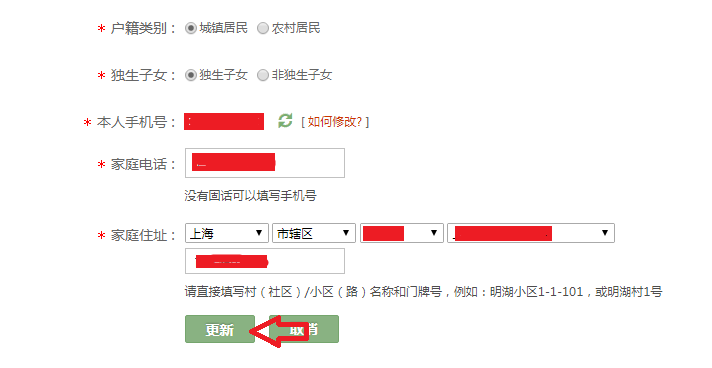 * 户籍类别： 城镇居民 农村居民
* 独生子女： 独生子女 非独生子女
* 本人手机号： [ 如何修改? ]
* 家庭电话：
没有固话可以填写手机号
* 家庭住址： 上海 市辖区
请直接填写村（社区）/小区（路）名称和门牌号，例如：明湖小区1-1-101，或明湖村1号
更新 取消